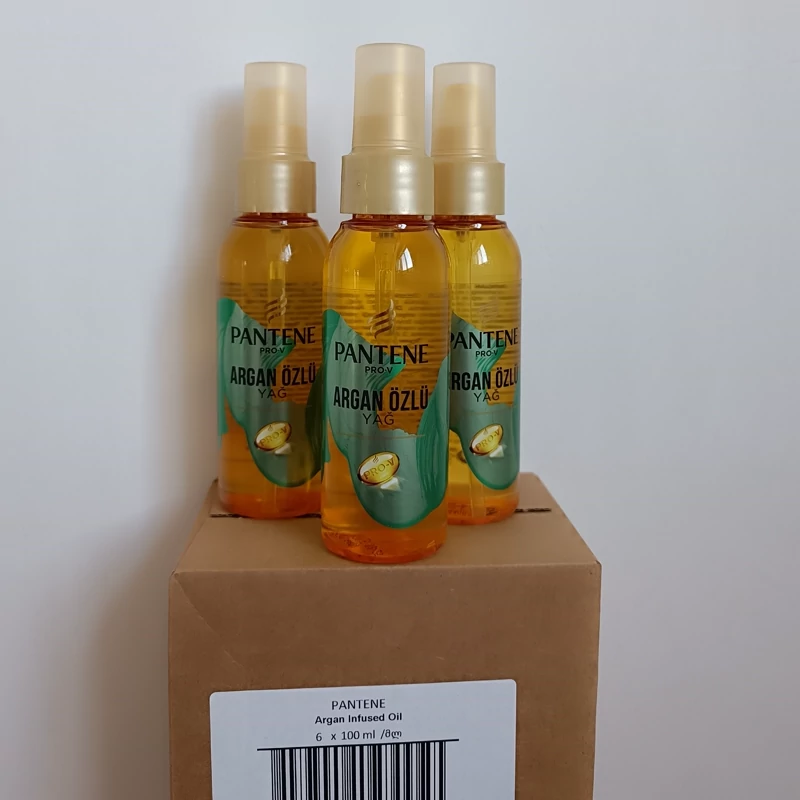 PANTENE
PRO-V
ARGAN ÖZLÜ
YAĞ
PRO-V
PANTENE
PRO-V
ARGAN ÖZLÜ
YAĞ
PRO-V
PANTENE
PRO-V
ARGAN ÖZLÜ
YAĞ
PRO-V
PANTENE
Argan Infused Oil
6 x 100 ml /მლ